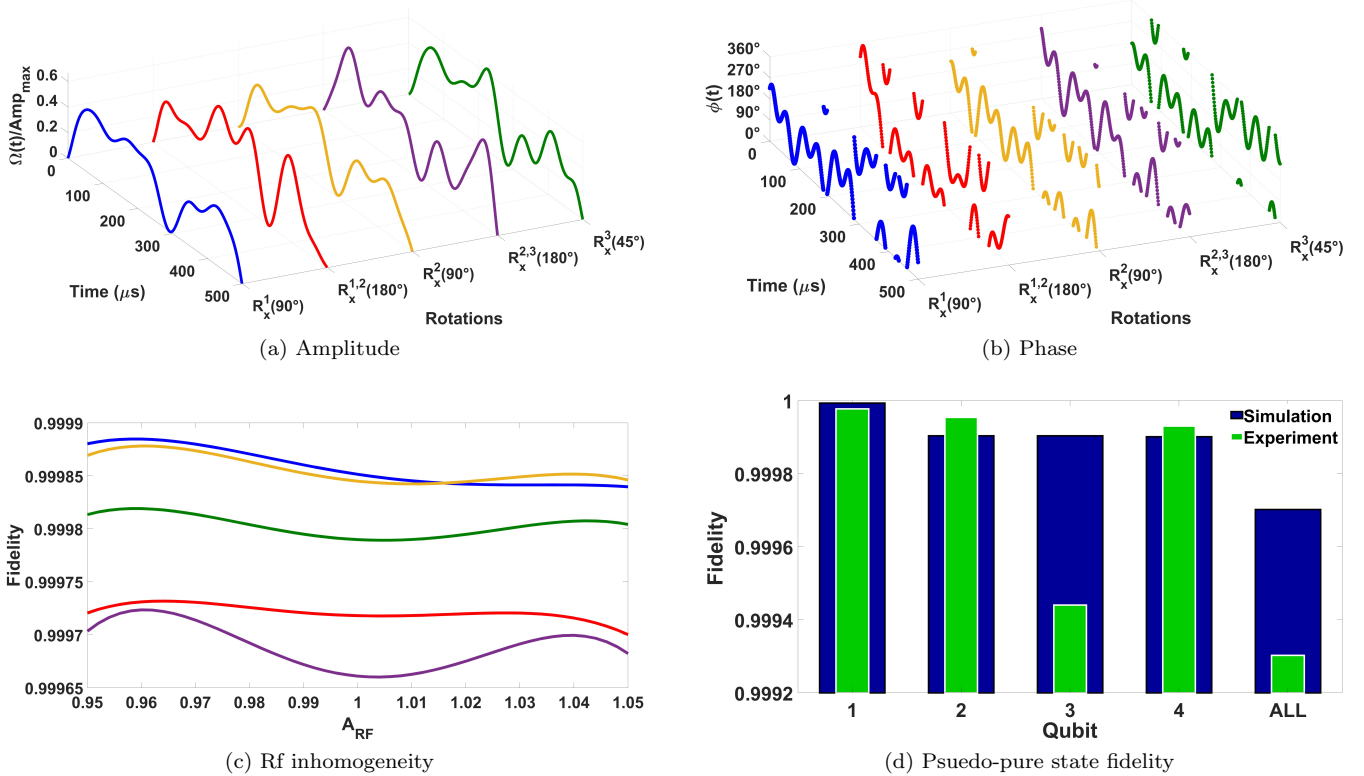 Ω(t)/Amp_max
0.6
0.4
0.2
0
0
100
200
300
400
500
Time (μs)
R_x^1(90°)
R_x^{1,2}(180°)
R_x^2(90°)
R_x^{2,3}(180°)
R_x^3(45°)
Rotations
(a) Amplitude
ϕ(t)
360°
270°
180°
90°
0°
0
100
200
300
400
500
Time (μs)
R_x^1(90°)
R_x^{1,2}(180°)
R_x^2(90°)
R_x^{2,3}(180°)
R_x^3(45°)
Rotations
(b) Phase
Fidelity
0.9999
0.99985
0.9998
0.99975
0.9997
0.99965
0.95 0.96 0.97 0.98 0.99 1 1.01 1.02 1.03 1.04 1.05
A_RF
(c) Rf inhomogeneity
Fidelity
1
0.9998
0.9996
0.9994
0.9992
Simulation
Experiment
1 2 3 4 ALL
Qubit
(d) Psuedo-pure state fidelity